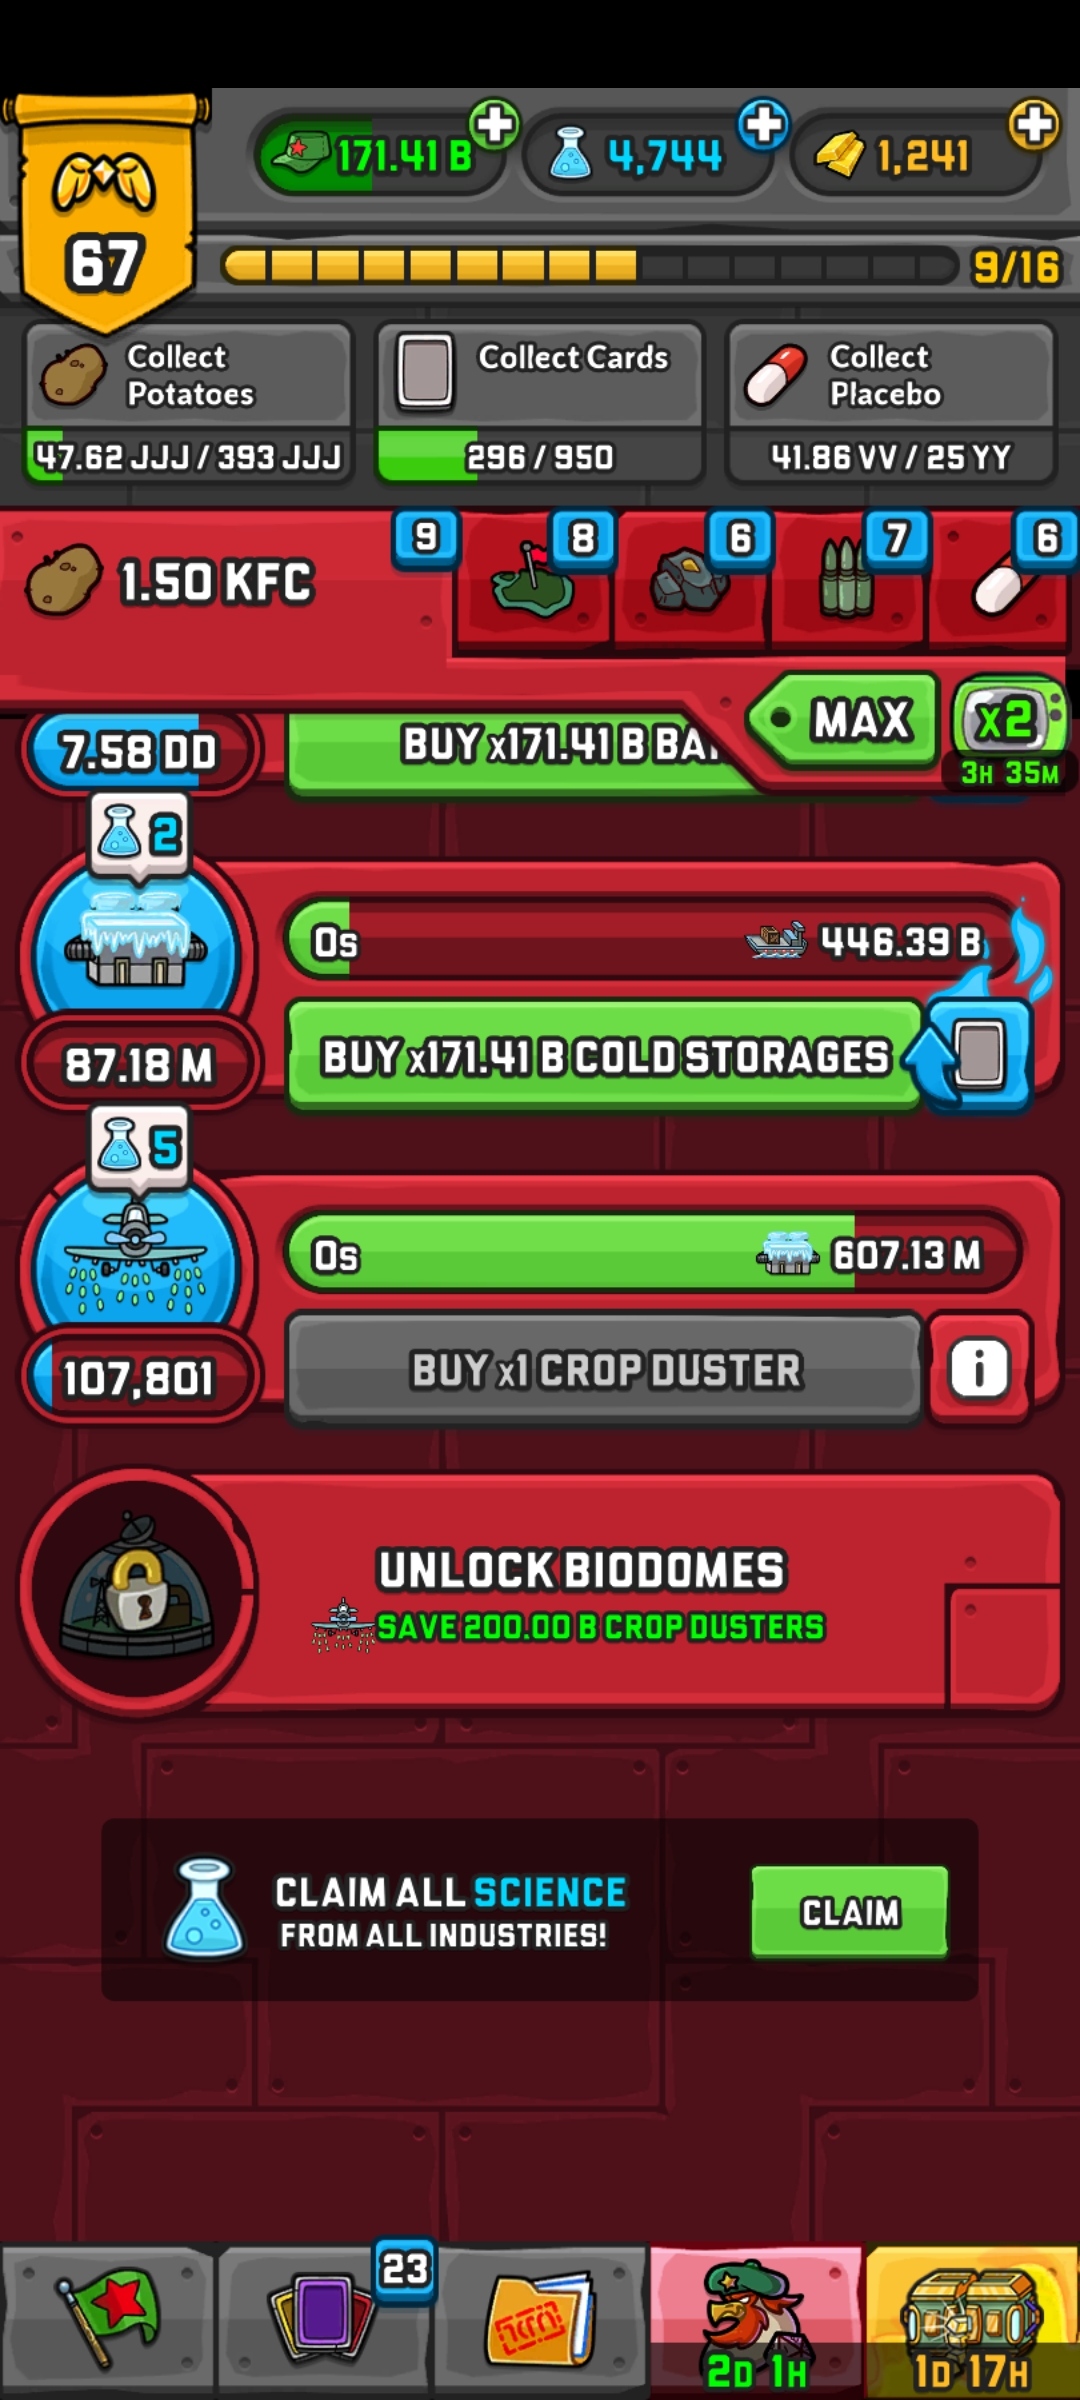 171.41 B
4,744
1,241
67
9/16
Collect
Potatoes
47.62 JJJ / 393 JJJ
Collect Cards
296 / 950
Collect
Placebo
41.86 VV / 25 YY
1.50 KFC
9
8
6
7
6
MAX
x2
3H 35M
7.58 DD
BUY x171.41 B
2
0s
446.39 B
87.18 M
BUY x171.41 B COLD STORAGES
5
0s
607.13 M
107,801
BUY x1 CROP DUSTER
i
UNLOCK BIODOMES
SAVE 200.00 B CROP DUSTERS
CLAIM ALL SCIENCE
FROM ALL INDUSTRIES!
CLAIM
23
2D 1H
1D 17H